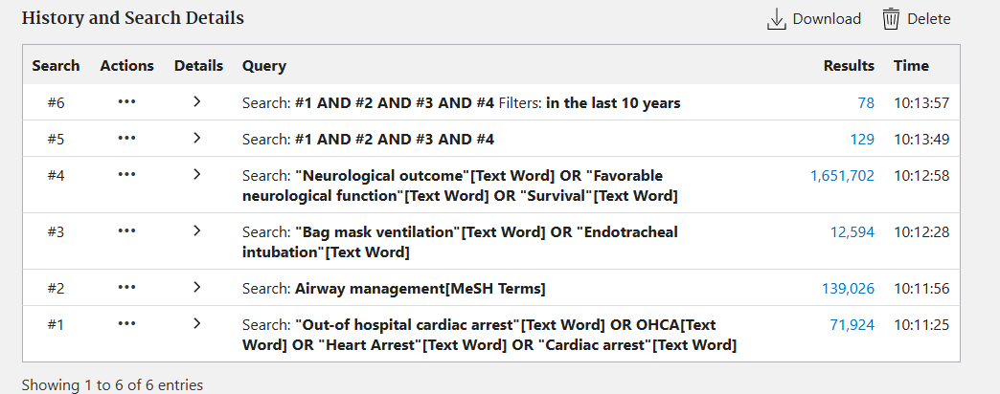 History and Search Details
Download
Delete
Search Actions Details Query Results Time
#6 ••• Search: #1 AND #2 AND #3 AND #4 Filters: in the last 10 years 78 10:13:57
#5 ••• Search: #1 AND #2 AND #3 AND #4 129 10:13:49
#4 ••• Search: "Neurological outcome"[Text Word] OR "Favorable 1,651,702 10:12:58
neurological function"[Text Word] OR "Survival"[Text Word]
#3 ••• Search: "Bag mask ventilation"[Text Word] OR "Endotracheal 12,594 10:12:28
intubation"[Text Word]
#2 ••• Search: Airway management[MeSH Terms] 139,026 10:11:56
#1 ••• Search: "Out-of hospital cardiac arrest"[Text Word] OR OHCA[Text 71,924 10:11:25
Word] OR "Heart Arrest"[Text Word] OR "Cardiac arrest"[Text Word]
Showing 1 to 6 of 6 entries